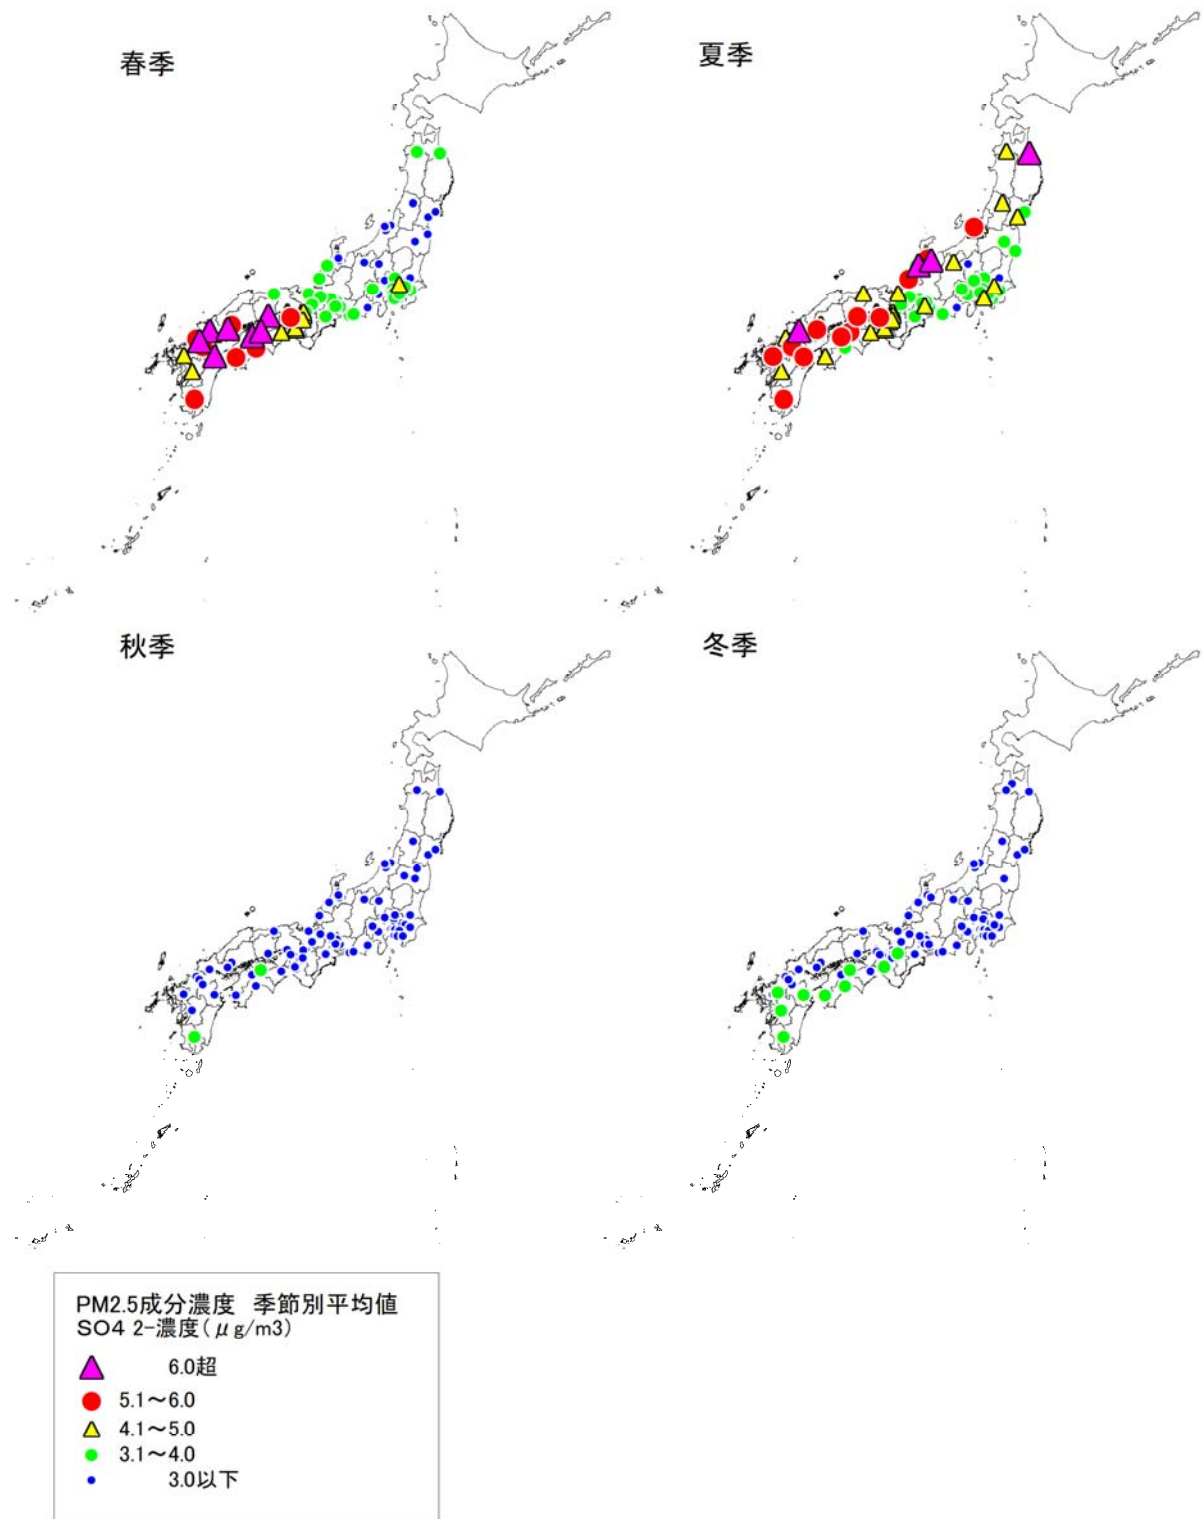 春季
夏季
秋季
冬季
PM2.5成分濃度 季節別平均値
SO4 2-濃度(μg/m3)
6.0超
5.1～6.0
4.1～5.0
3.1～4.0
3.0以下